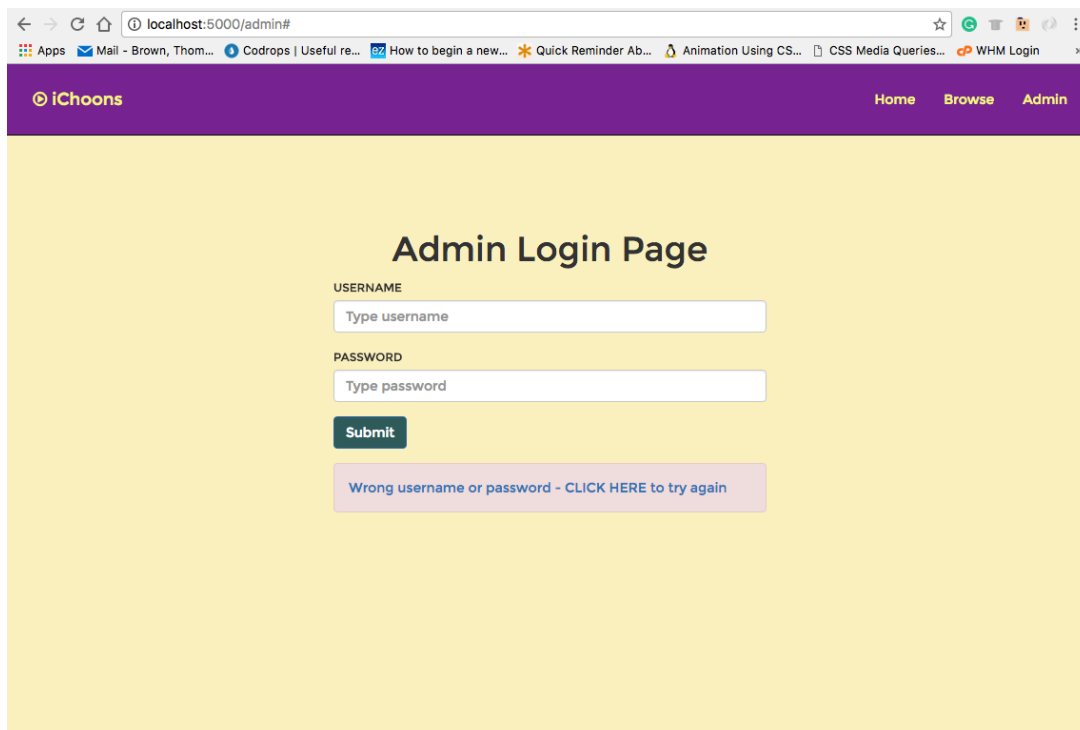 localhost:5000/admin#
Apps Mail - Brown, Thom... Codrops | Useful re... ez How to begin a new... Quick Reminder Ab... Animation Using CS... CSS Media Queries... cP WHM Login »
iChoons Home Browse Admin
Admin Login Page
USERNAME
Type username
PASSWORD
Type password
Submit
Wrong username or password - CLICK HERE to try again